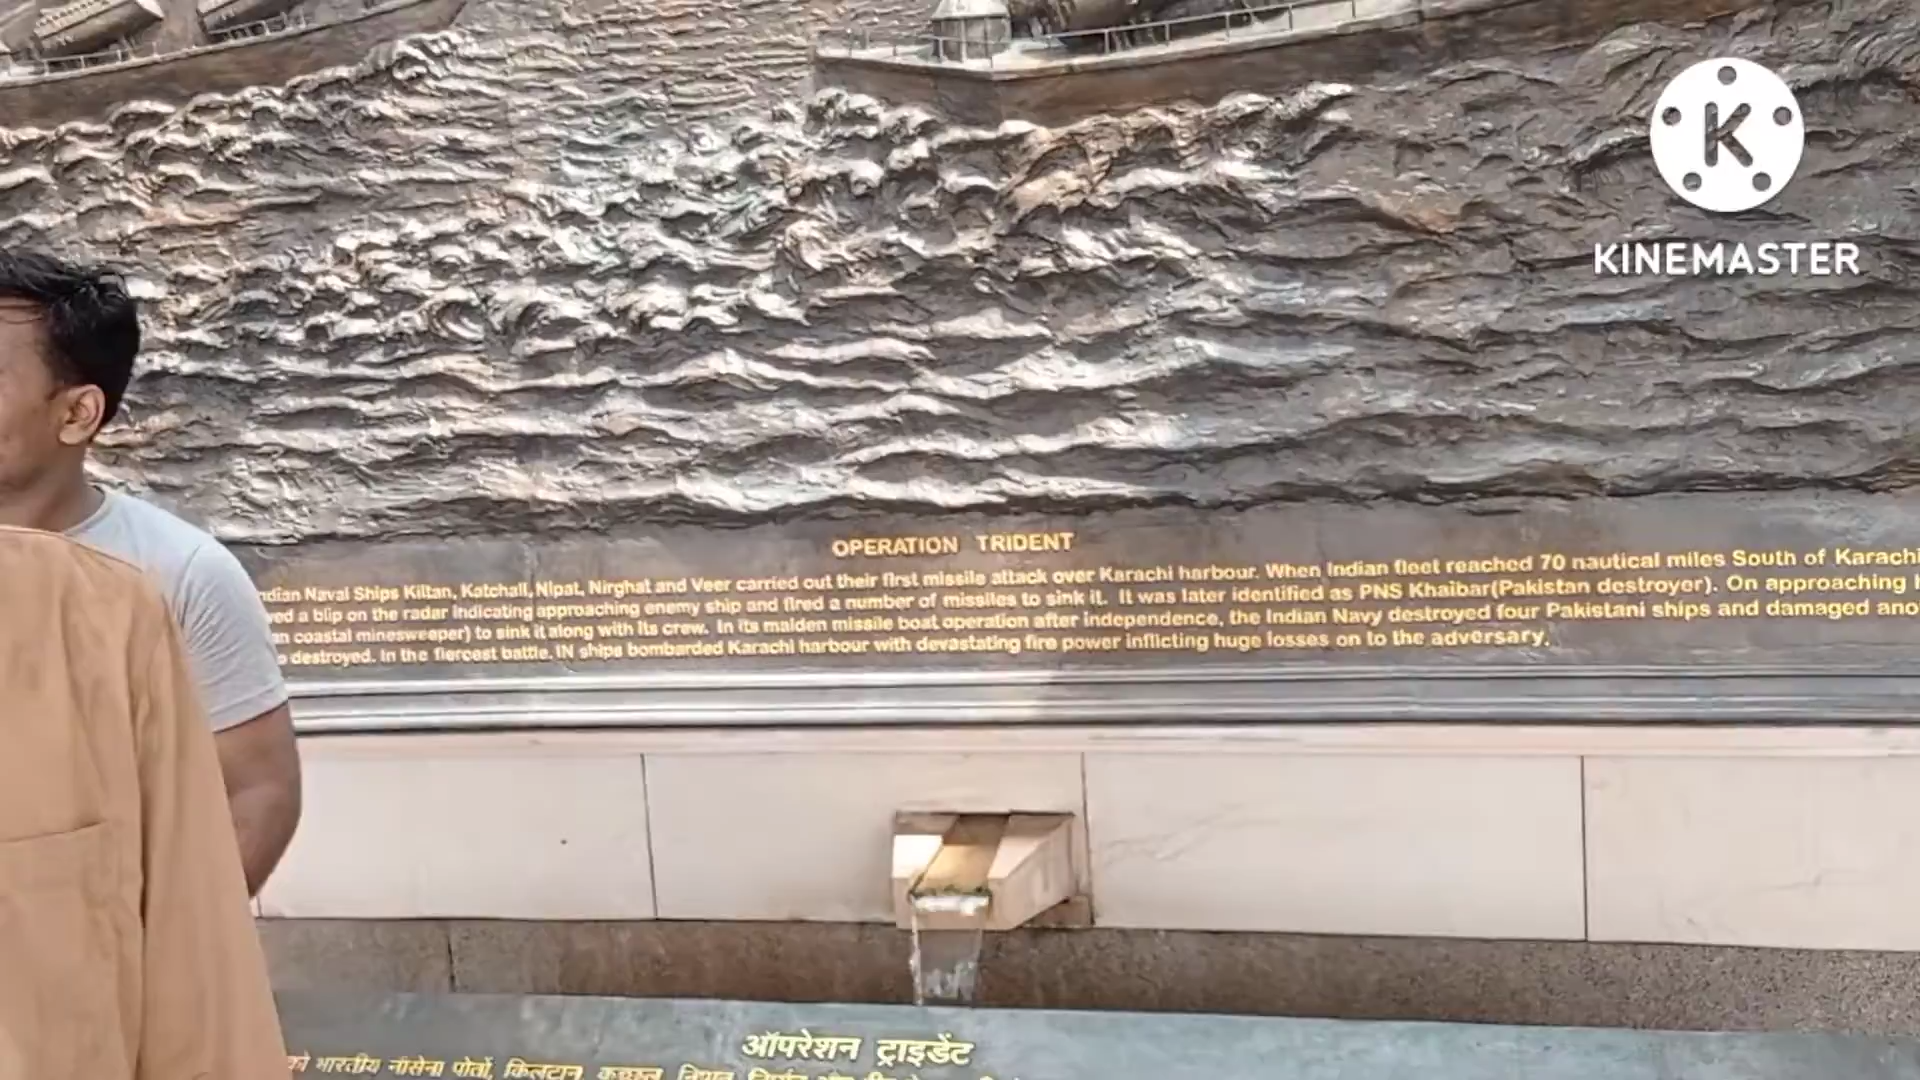 KINEMASTER
OPERATION TRIDENT
Indian Naval Ships Kiltan, Katchall, Nipat, Nirghat and Veer carried out their first missile attack over Karachi harbour. When Indian fleet reached 70 nautical miles South of Karachi
a blip on the radar indicating approaching enemy ship and fired a number of missiles to sink it. It was later identified as PNS Khaibar(Pakistan destroyer). On approaching
coastal minesweeper) to sink it along with its crew. In its maiden missile boat operation after independence, the Indian Navy destroyed four Pakistani ships and damaged
destroyed. In the fiercest battle, IN ships bombarded Karachi harbour with devastating fire power inflicting huge losses on to the adversary.
ऑपरेशन ट्राइडेंट
को भारतीय नौसेना पोतों, किलटान,